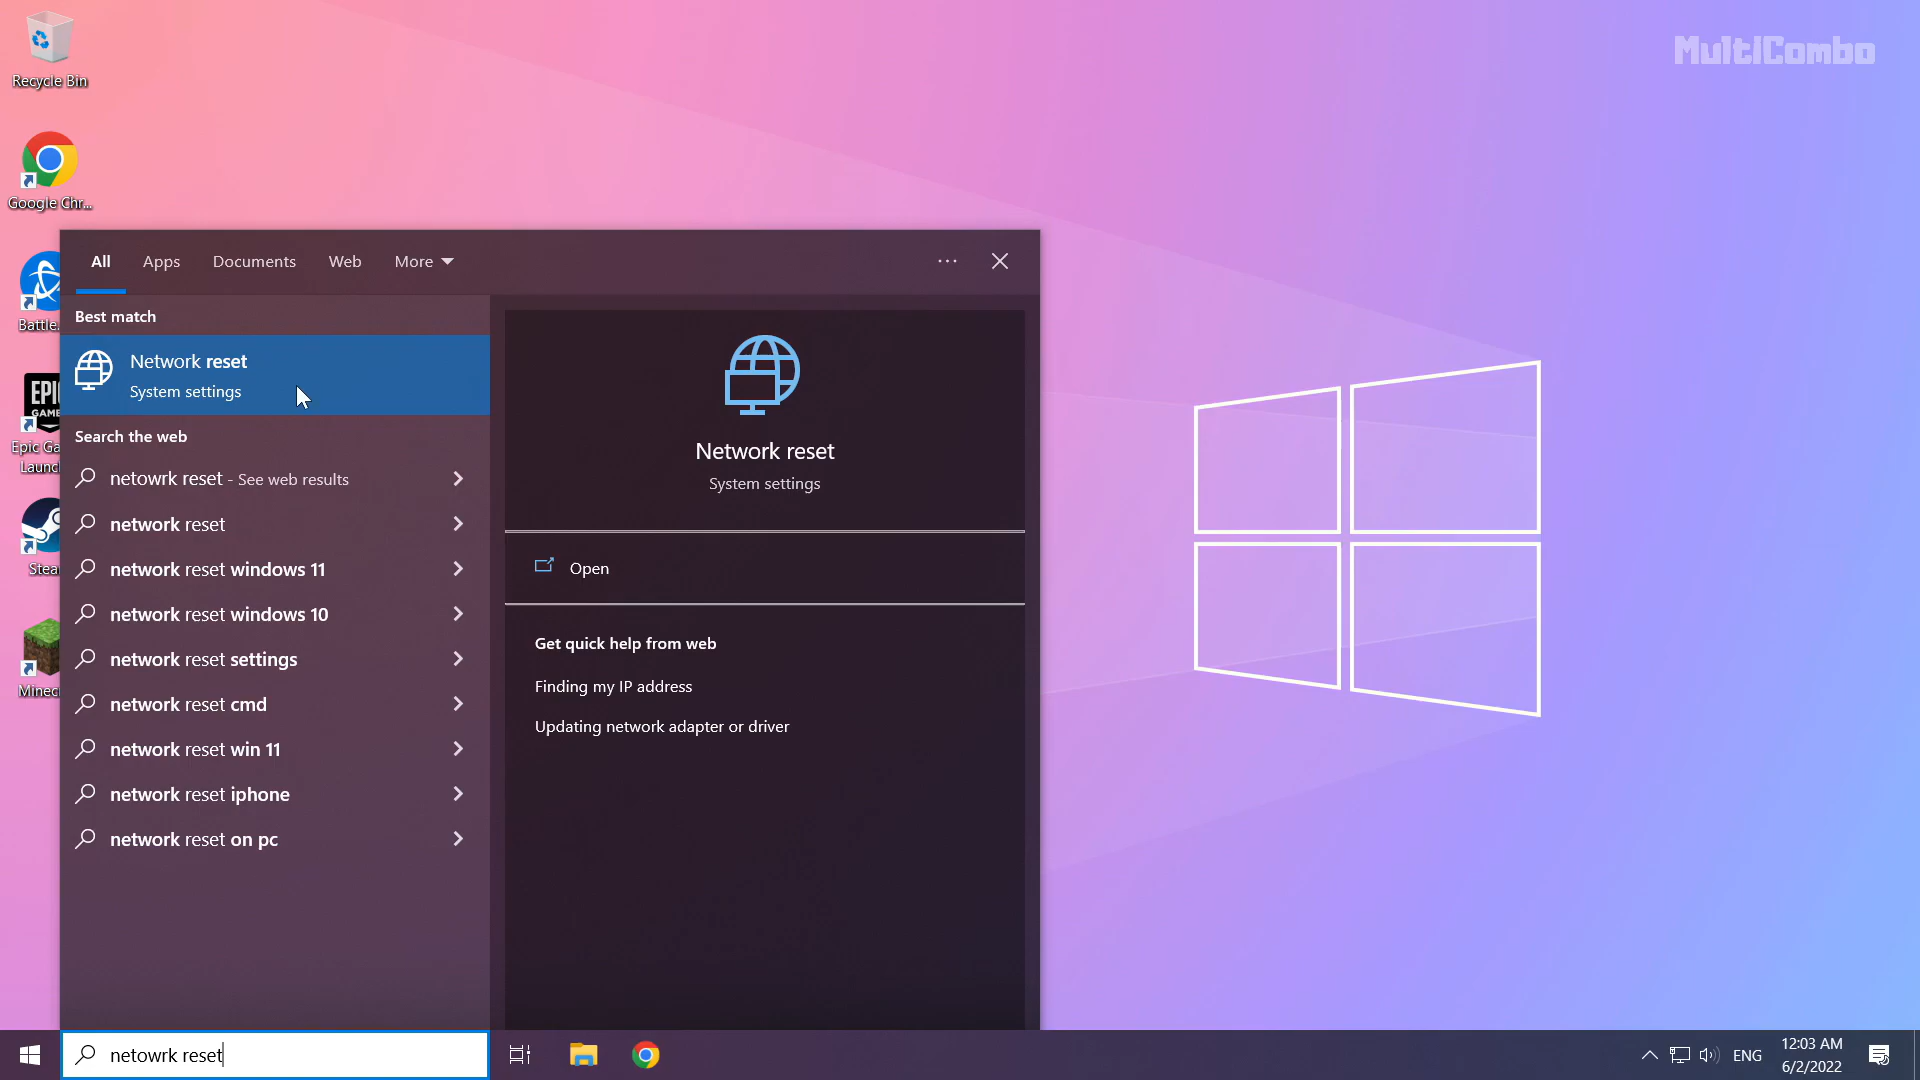 MultiCombo
Recycle Bin
Google Chr...
Battle.
EPIC
GAME
Epic Ga
Launc
Stea
Minec
All
Apps
Documents
Web
More
Best match
Network reset
System settings
Search the web
netowrk reset - See web results
network reset
network reset windows 11
network reset windows 10
network reset settings
network reset cmd
network reset win 11
network reset iphone
network reset on pc
Network reset
System settings
Open
Get quick help from web
Finding my IP address
Updating network adapter or driver
netowrk reset
ENG
12:03 AM
6/2/2022